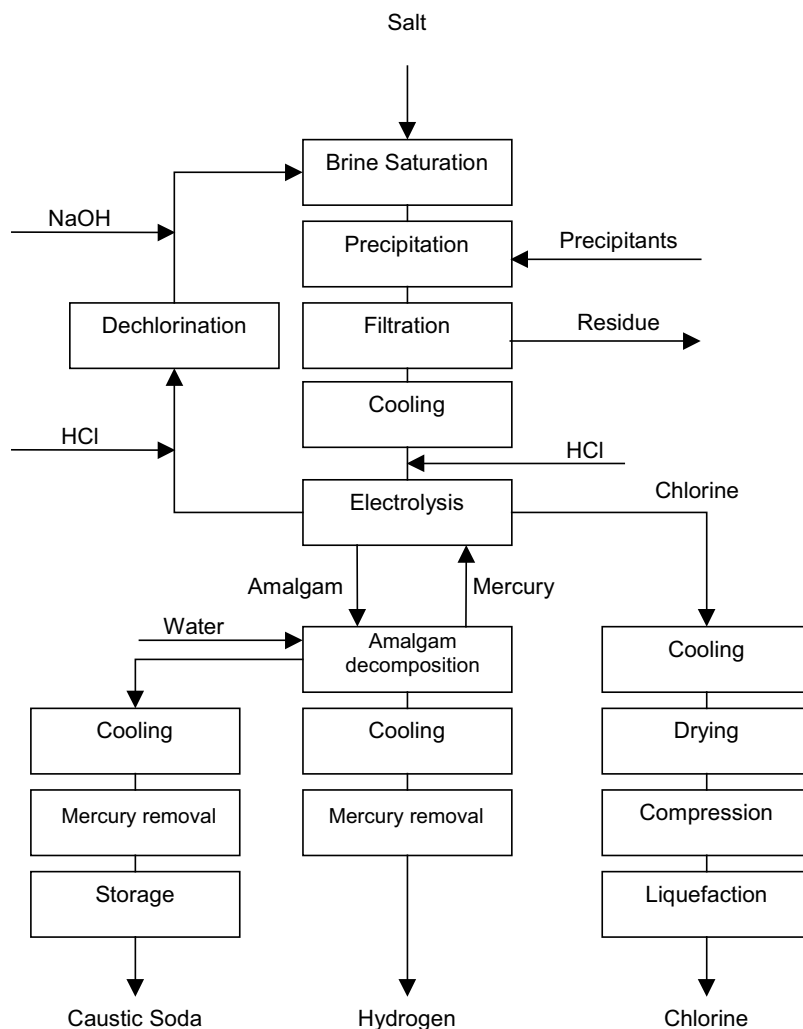 Salt
Brine Saturation
NaOH
Precipitation
Precipitants
Dechlorination
Filtration
Residue
Cooling
HCl
HCl
Electrolysis
Chlorine
Amalgam
Mercury
Water
Amalgam
decomposition
Cooling
Cooling
Cooling
Drying
Mercury removal
Mercury removal
Compression
Storage
Liquefaction
Caustic Soda
Hydrogen
Chlorine